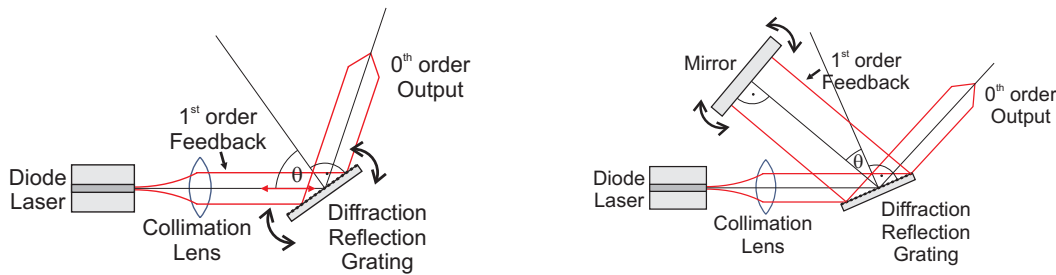 0th order
Output
1st order
Feedback
θ
Diode
Laser
Collimation
Lens
Diffraction
Reflection
Grating
Mirror
1st order
Feedback
0th order
Output
θ
Diode
Laser
Collimation
Lens
Diffraction
Reflection
Grating